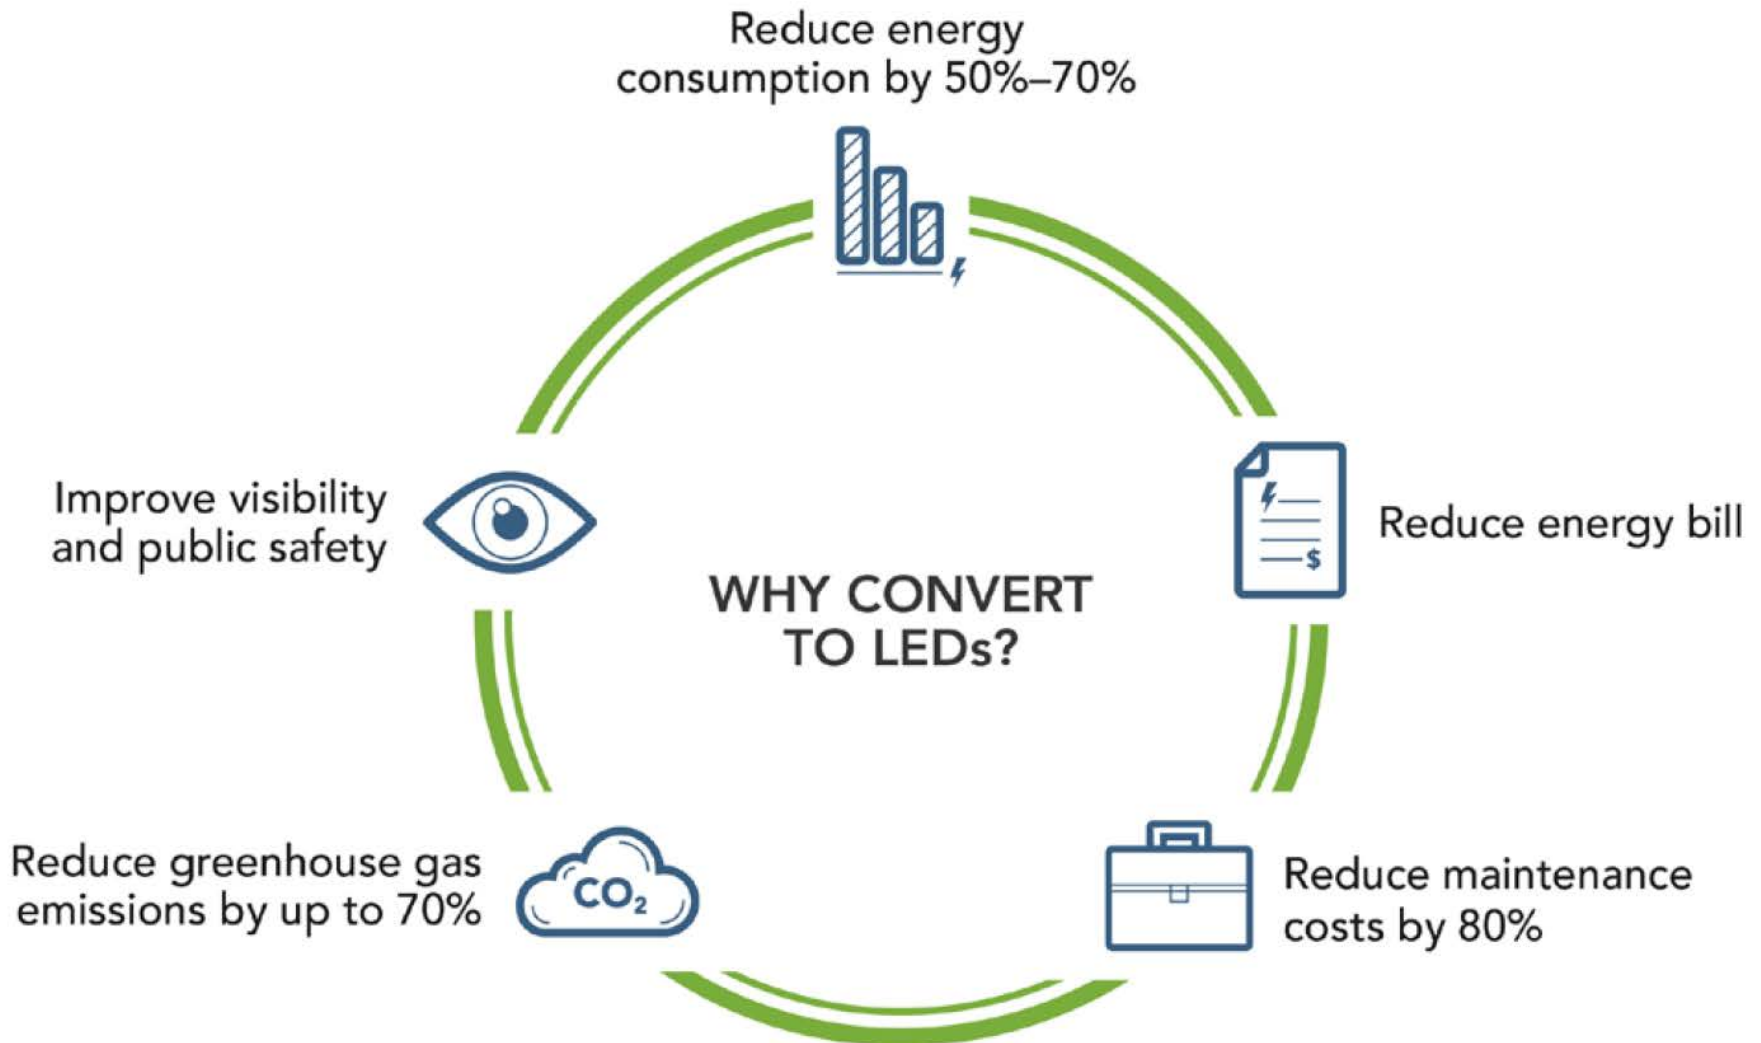 Reduce energy
consumption by 50%–70%
Improve visibility
and public safety
$
Reduce energy bill
WHY CONVERT
TO LEDs?
Reduce greenhouse gas
emissions by up to 70%
CO₂
Reduce maintenance
costs by 80%